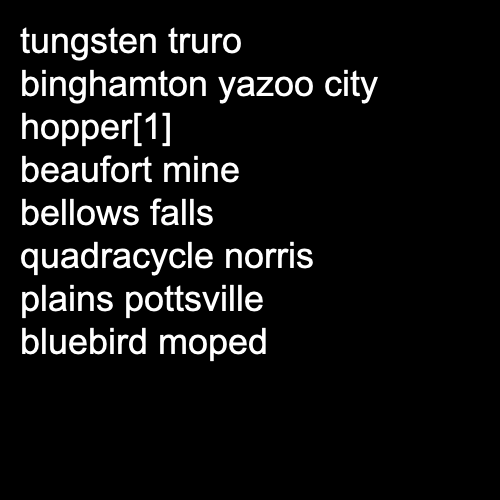 tungsten truro
binghamton yazoo city
hopper[1]
beaufort mine
bellows falls
quadracycle norris
plains pottsville
bluebird moped